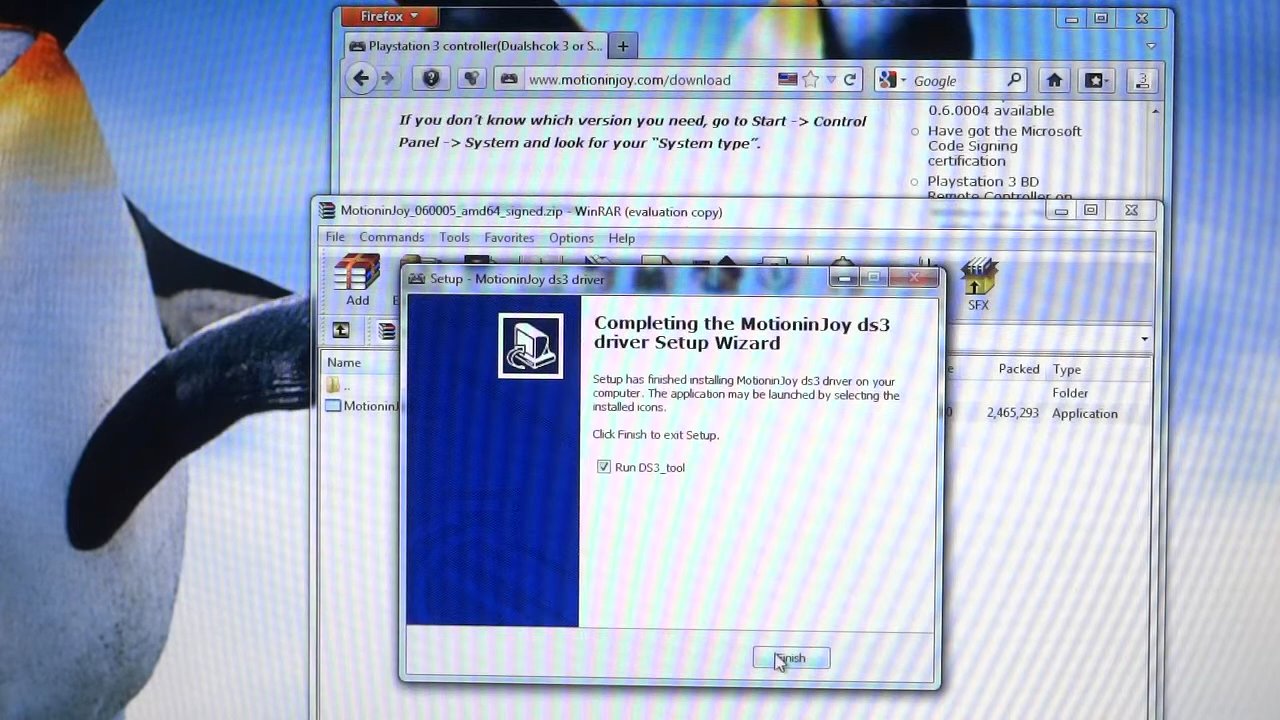 Firefox
Playstation 3 controller(Dualshcok 3 or S...
www.motioninjoy.com/download
Google
3
If you don't know which version you need, go to Start -> Control
Panel -> System and look for your "System type".
0.6.0004 available
Have got the Microsoft
Code Signing
certification
Playstation 3 BD
Remote Controller on
MotioninJoy_060005_amd64_signed.zip - WinRAR (evaluation copy)
File Commands Tools Favorites Options Help
Add
SFX
Name
Packed Type
..
Folder
MotioninJ
2,465,293 Application
Setup - MotioninJoy ds3 driver
Completing the MotioninJoy ds3
driver Setup Wizard
Setup has finished installing MotioninJoy ds3 driver on your
computer. The application may be launched by selecting the
installed icons.
Click Finish to exit Setup.
Run DS3_tool
Finish